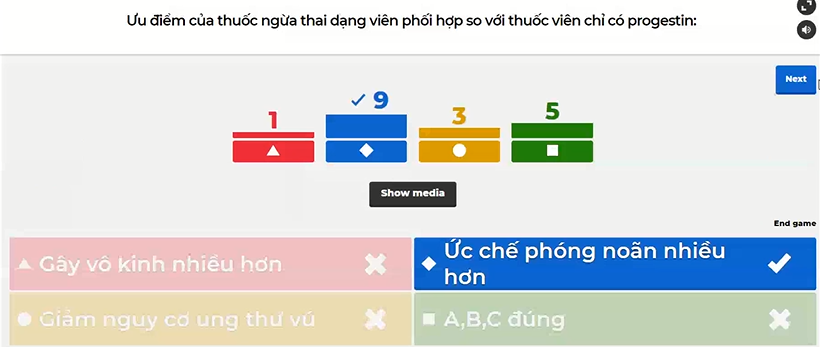 Ưu điểm của thuốc ngừa thai dạng viên phối hợp so với thuốc viên chỉ có progestin:
Next
1
9
3
5
Show media
End game
Gây vô kinh nhiều hơn
Ức chế phóng noãn nhiều
hơn
Giảm nguy cơ ung thư vú
A,B,C đúng